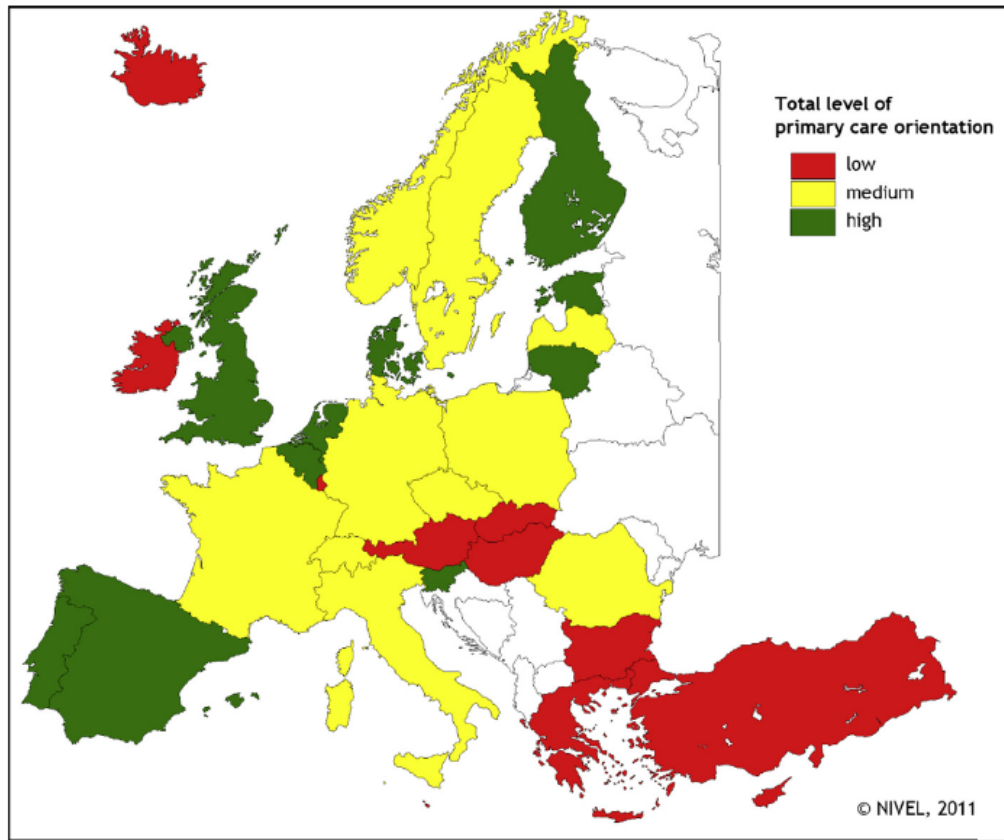 Total level of
primary care orientation
low
medium
high
© NIVEL, 2011